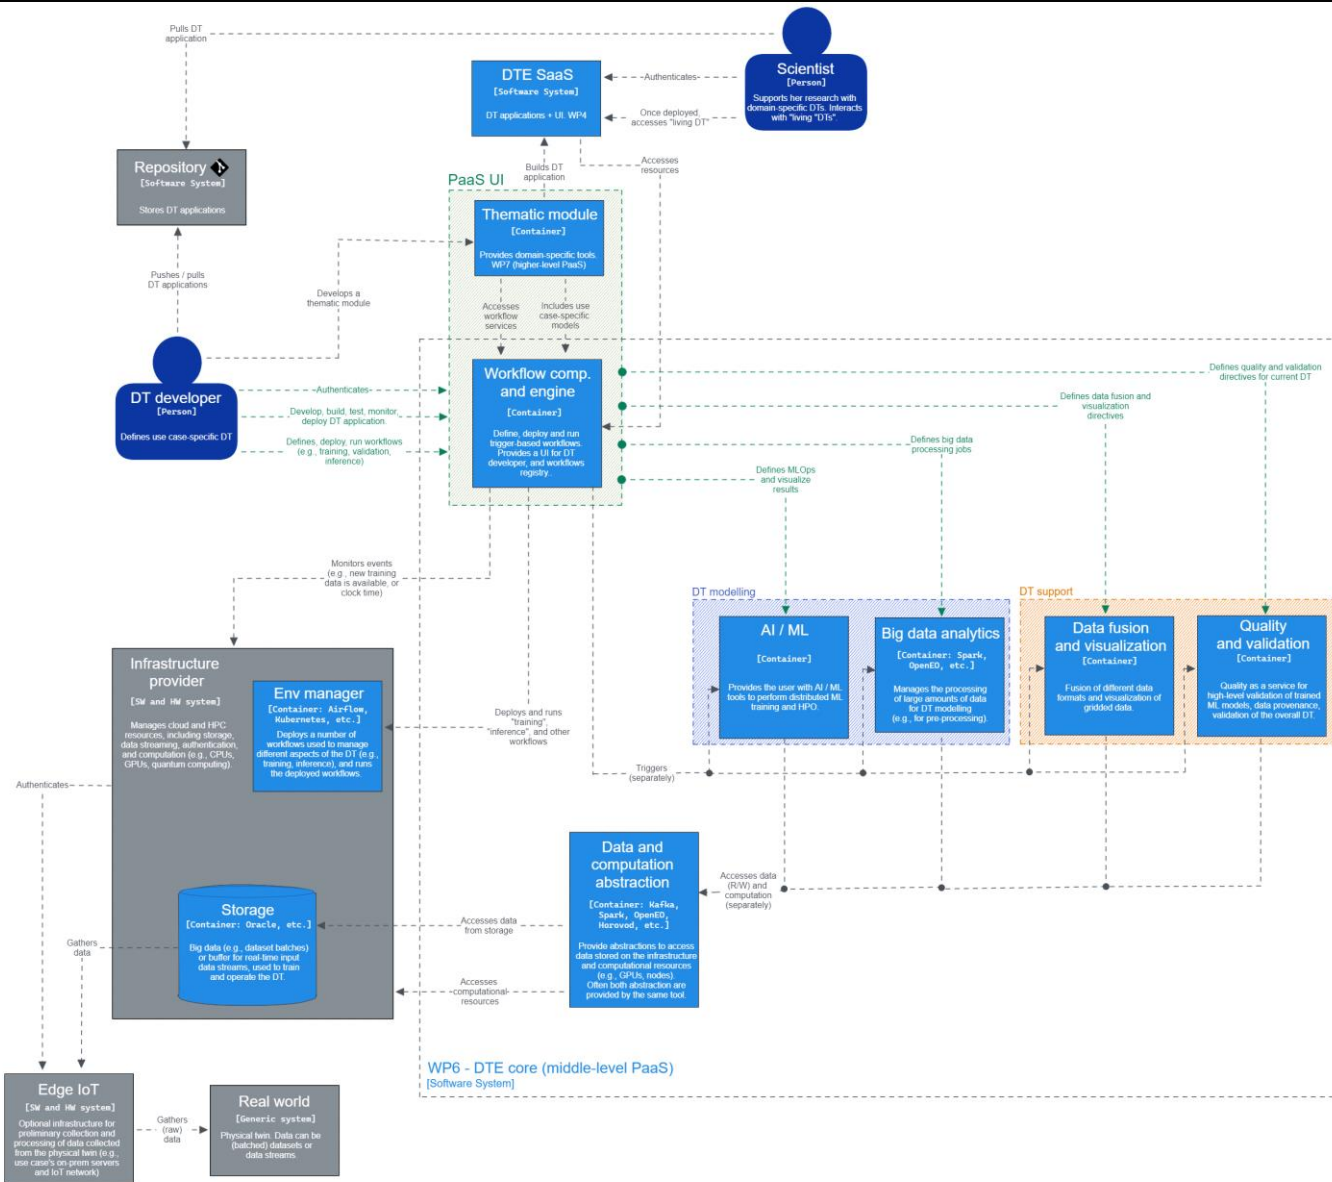 Pulls DT
application
Scientist
[Person]
Supports her research with
domain-specific DTs. Interacts
with "living "DTs".
DTE SaaS
[Software System]
DT applications + UI. WP4
Authenticates
Once deployed,
accesses "living DT"
Repository
[Software System]
Stores DT applications
Builds DT
application
Accesses
resources
PaaS UI
Thematic module
[Container]
Provides domain-specific tools.
WP7 (higher-level PaaS)
Pushes / pulls
DT applications
Develops a
thematic module
Accesses
workflow
services
Includes use
case-specific
models
DT developer
[Person]
Defines use case-specific DT
Authenticates
Develop, build, test, monitor,
deploy DT application.
Defines, deploy, run workflows
(e.g., training, validation,
inference)
Workflow comp.
and engine
[Container]
Define, deploy and run
trigger-based workflows.
Provides a UI for DT
developer, and workflows
registry..
Defines quality and validation
directives for current DT
Defines data fusion and
visualization
directives
Defines big data
processing jobs
Defines MLOps
and visualize
results
Monitors events
(e.g., new training
data is available, or
clock time)
DT modelling
AI / ML
[Container]
Provides the user with AI / ML
tools to perform distributed ML
training and HPO.
Big data analytics
[Container: Spark,
OpenEO, etc.]
Manages the processing
of large amounts of data
for DT modelling
(e.g., for pre-processing).
DT support
Data fusion
and visualization
[Container]
Fusion of different data
formats and visualization of
gridded data.
Quality
and validation
[Container]
Quality as a service for
high-level validation of trained
ML models, data provenance,
validation of the overall DT.
Infrastructure
provider
[SW and HW system]
Manages cloud and HPC
resources, including storage,
data streaming, authentication,
and computation (e.g., CPUs,
GPUs, quantum computing).
Env manager
[Container: Airflow,
Kubernetes, etc.]
Deploys a number of
workflows used to manage
different aspects of the DT (e.g.,
training, inference), and runs
the deployed workflows.
Deploys and runs
"training",
"inference", and other
workflows
Triggers
(separately)
Authenticates
Data and
computation
abstraction
[Container: Kafka,
Spark, OpenEO,
Horovod, etc.]
Provide abstractions to access
data stored on the infrastructure
and computational resources
(e.g., GPUs, nodes).
Often both abstraction are
provided by the same tool.
Accesses data
(R/W) and
computation
(separately)
Storage
[Container: Oracle, etc.]
Big data (e.g., dataset batches)
or buffer for real-time input
data streams, used to train
and operate the DT.
Accesses data
from storage
Gathers
data
Accesses
computational
resources
WP6 - DTE core (middle-level PaaS)
[Software System]
Edge IoT
[SW and HW system]
Optional infrastructure for
preliminary collection and
processing of data collected
from the physical twin (e.g.,
use case's on-prem servers
and IoT network)
Gathers
(raw)
data
Real world
[Generic system]
Physical twin. Data can be
(batched) datasets or
data streams.